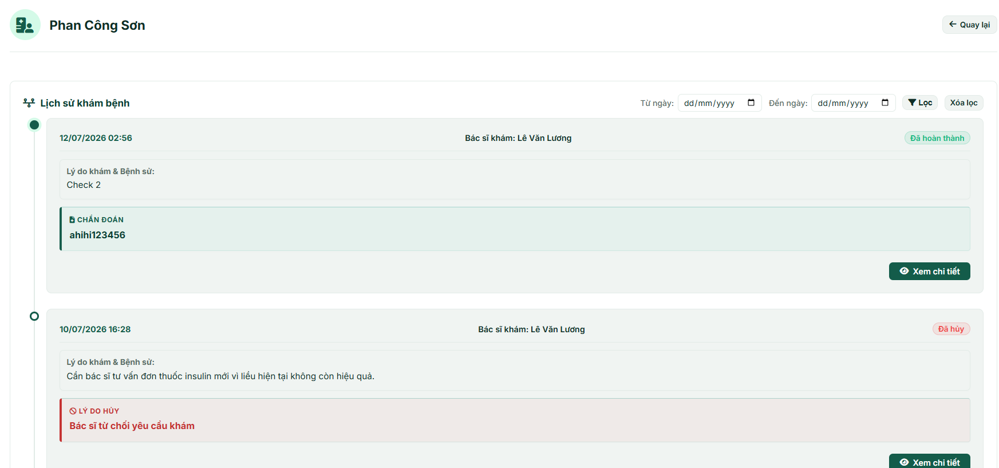 Phan Công Sơn
Quay lại
Lịch sử khám bệnh
Từ ngày: dd/mm/yyyy Đến ngày: dd/mm/yyyy Lọc Xóa lọc
12/07/2026 02:56 Bác sĩ khám: Lê Văn Lương Đã hoàn thành
Lý do khám & Bệnh sử:
Check 2
CHẨN ĐOÁN
ahihi123456
Xem chi tiết
10/07/2026 16:28 Bác sĩ khám: Lê Văn Lương Đã hủy
Lý do khám & Bệnh sử:
Cần bác sĩ tư vấn đơn thuốc insulin mới vì liều hiện tại không còn hiệu quả.
LÝ DO HỦY
Bác sĩ từ chối yêu cầu khám
Xem chi tiết